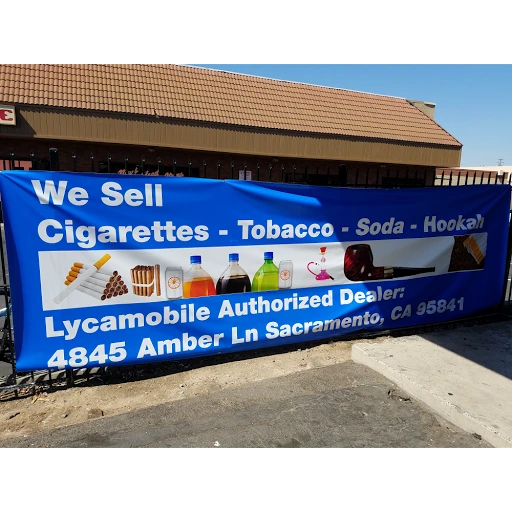 We Sell
Cigarettes - Tobacco - Soda - Hookah
Lycamobile Authorized Dealer:
4845 Amber Ln Sacramento, CA 95841